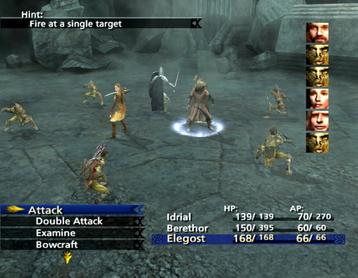 Hint:
Fire at a single target
Attack
Double Attack
Examine
Bowcraft
HP: AP:
Idrial 139/ 139 70/ 270
Berethor 150/ 395 60/ 60
Elegost 168/ 168 66/ 66